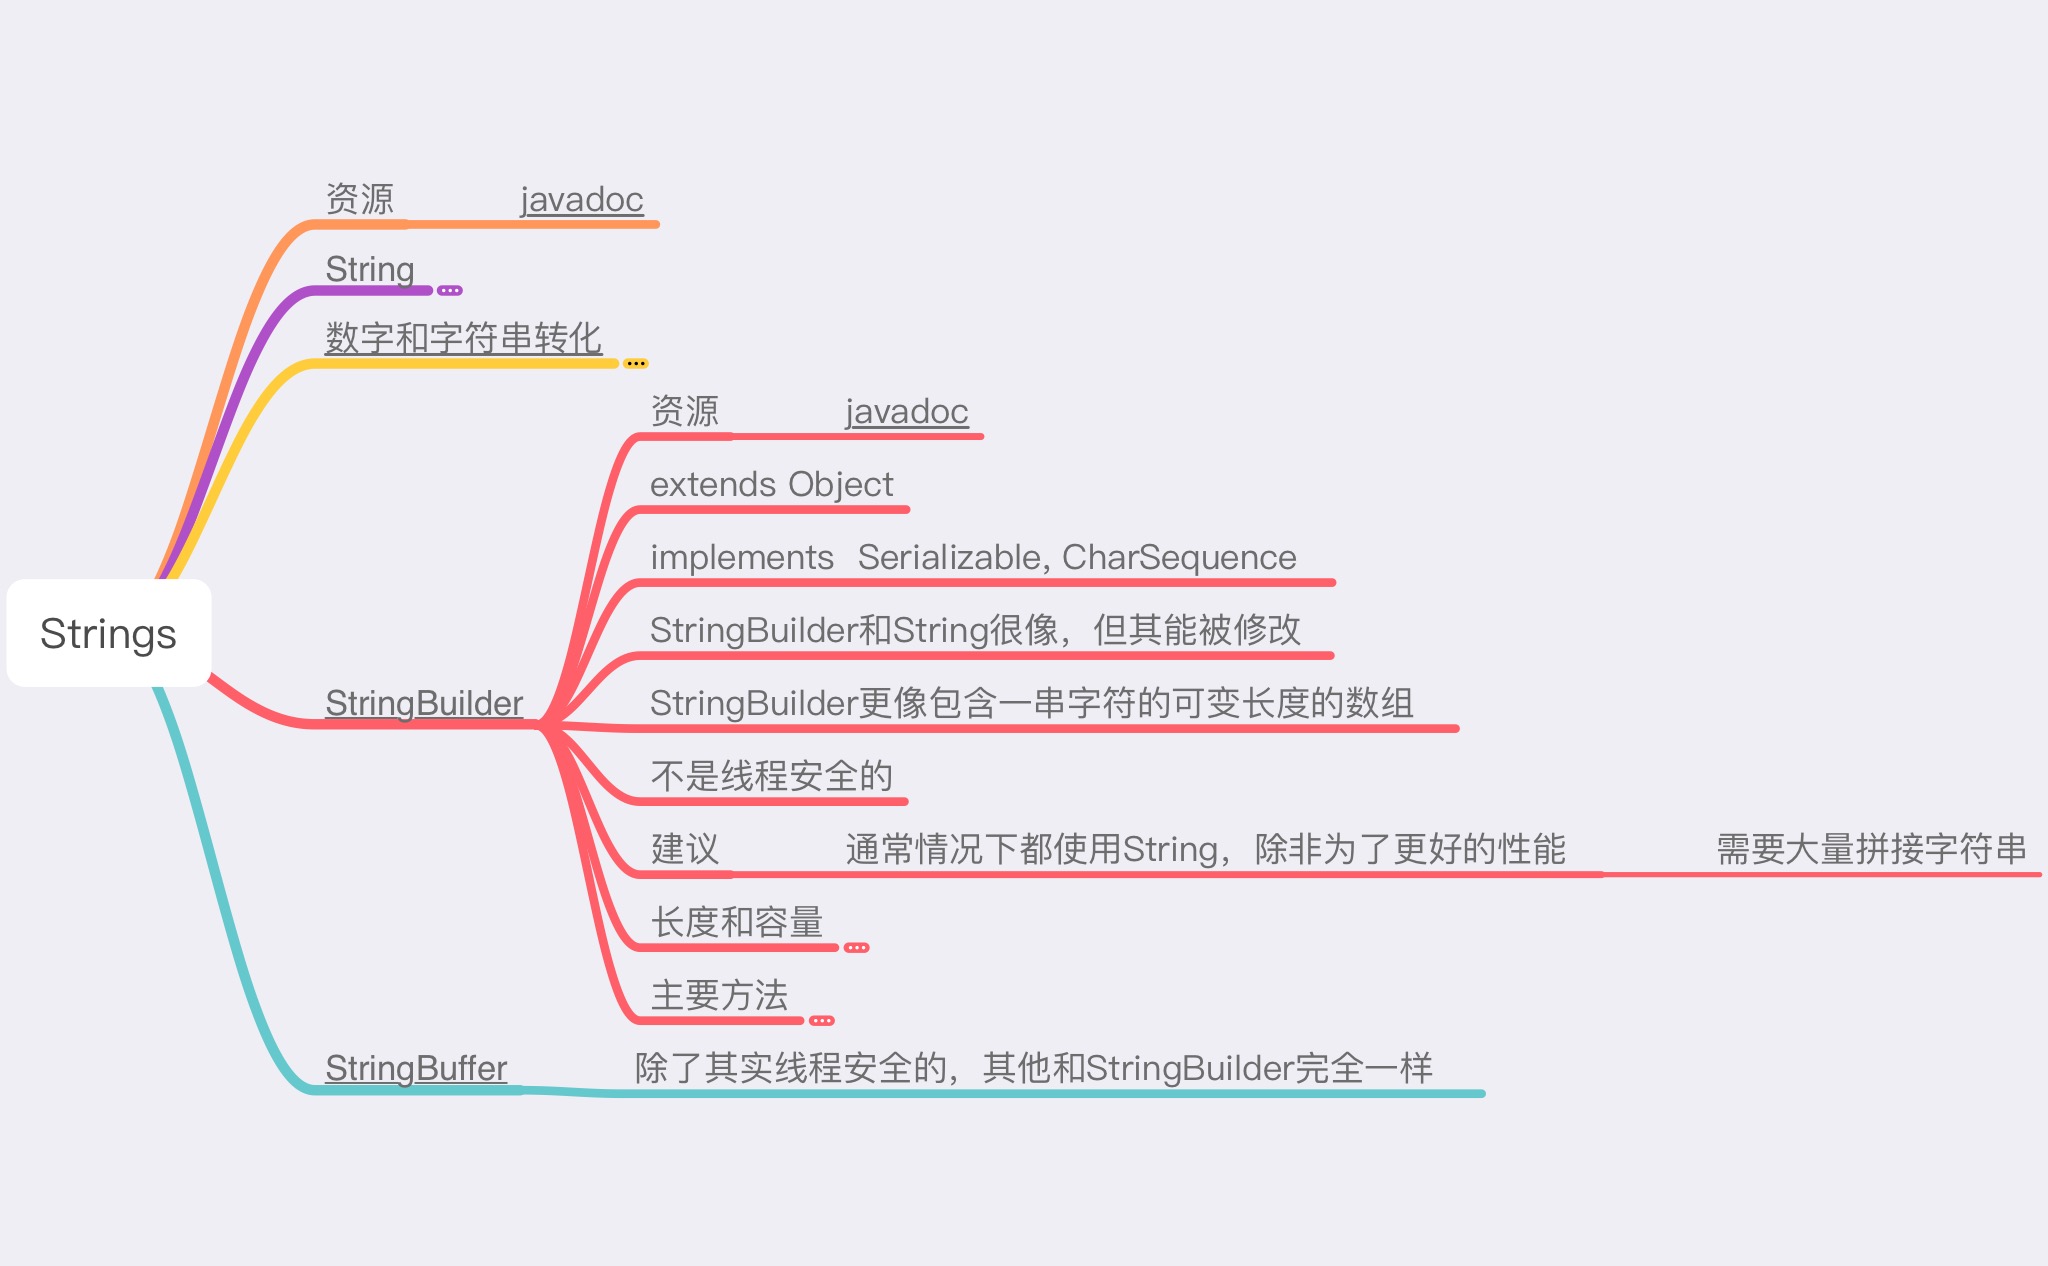 资源
javadoc
String
数字和字符串转化
资源
javadoc
extends Object
implements  Serializable, CharSequence
StringBuilder和String很像，但其能被修改
Strings
StringBuilder
StringBuilder更像包含一串字符的可变长度的数组
不是线程安全的
建议
通常情况下都使用String，除非为了更好的性能
需要大量拼接字符串
长度和容量
主要方法
StringBuffer
除了其实线程安全的，其他和StringBuilder完全一样